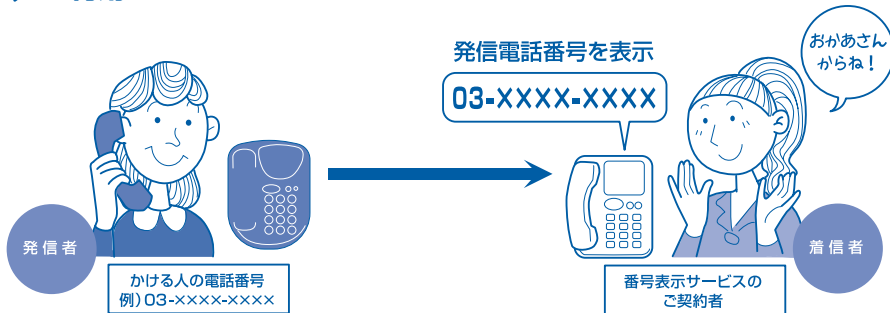 発信電話番号を表示
03-XXXX-XXXX
おかあさん
からね！
発信者
着信者
かける人の電話番号
例)03-××××-××××
番号表示サービスの
ご契約者